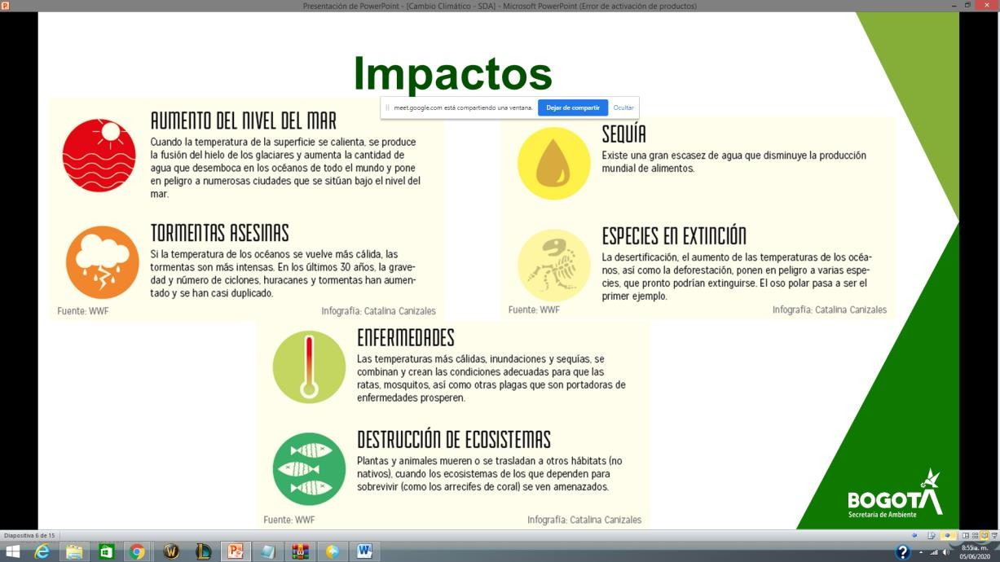 Presentación de PowerPoint - [Cambio Climático - SDA] - Microsoft PowerPoint (Error de activación de productos)
Impactos
meet.google.com está compartiendo una ventana.
Dejar de compartir
Ocultar
AUMENTO DEL NIVEL DEL MAR
Cuando la temperatura de la superficie se calienta, se produce
la fusión del hielo de los glaciares y aumenta la cantidad de
agua que desemboca en los océanos de todo el mundo y pone
en peligro a numerosas ciudades que se sitúan bajo el nivel del
mar.
TORMENTAS ASESINAS
Si la temperatura de los océanos se vuelve más cálida, las
tormentas son más intensas. En los últimos 30 años, la grave-
dad y número de ciclones, huracanes y tormentas han aumen-
tado y se han casi duplicado.
Fuente: WWF
Infografía: Catalina Canizales
SEQUÍA
Existe una gran escasez de agua que disminuye la producción
mundial de alimentos.
ESPECIES EN EXTINCIÓN
La desertificación, el aumento de las temperaturas de los océa-
nos, así como la deforestación, ponen en peligro a varias espe-
cies, que pronto podrían extinguirse. El oso polar pasa a ser el
primer ejemplo.
Fuente: WWF
Infografía: Catalina Canizales
ENFERMEDADES
Las temperaturas más cálidas, inundaciones y sequías, se
combinan y crean las condiciones adecuadas para que las
ratas, mosquitos, así como otras plagas que son portadoras de
enfermedades prosperen.
DESTRUCCIÓN DE ECOSISTEMAS
Plantas y animales mueren o se trasladan a otros hábitats (no
nativos), cuando los ecosistemas de los que dependen para
sobrevivir (como los arrecifes de coral) se ven amenazados.
Fuente: WWF
Infografía: Catalina Canizales
BOGOTÁ
Secretaría de Ambiente
Diapositiva 6 de 15
8:55a. m.
05/06/2020